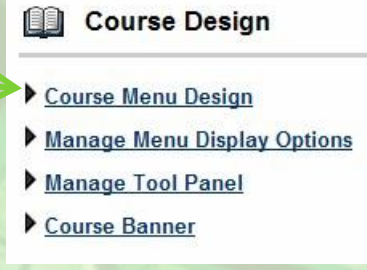 Course Design
Course Menu Design
Manage Menu Display Options
Manage Tool Panel
Course Banner